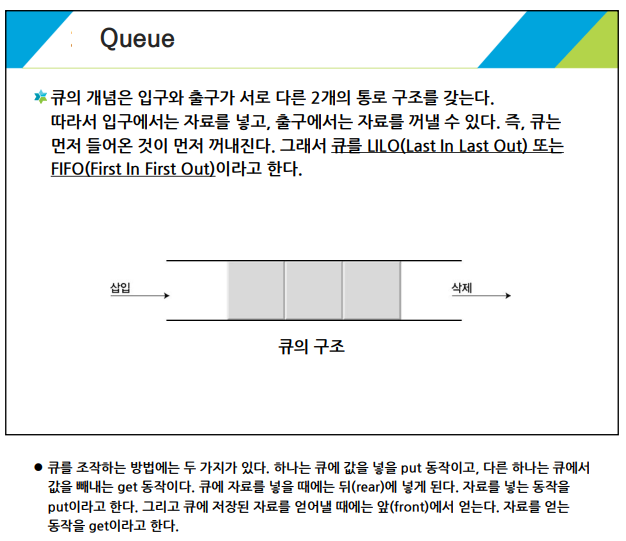 Queue
큐의 개념은 입구와 출구가 서로 다른 2개의 통로 구조를 갖는다.
따라서 입구에서는 자료를 넣고, 출구에서는 자료를 꺼낼 수 있다. 즉, 큐는
먼저 들어온 것이 먼저 꺼내진다. 그래서 큐를 LILO(Last In Last Out) 또는
FIFO(First In First Out)이라고 한다.
삽입
삭제
큐의 구조
● 큐를 조작하는 방법에는 두 가지가 있다. 하나는 큐에 값을 넣을 put 동작이고, 다른 하나는 큐에서
값을 빼내는 get 동작이다. 큐에 자료를 넣을 때에는 뒤(rear)에 넣게 된다. 자료를 넣는 동작을
put이라고 한다. 그리고 큐에 저장된 자료를 얻어낼 때에는 앞(front)에서 얻는다. 자료를 얻는
동작을 get이라고 한다.